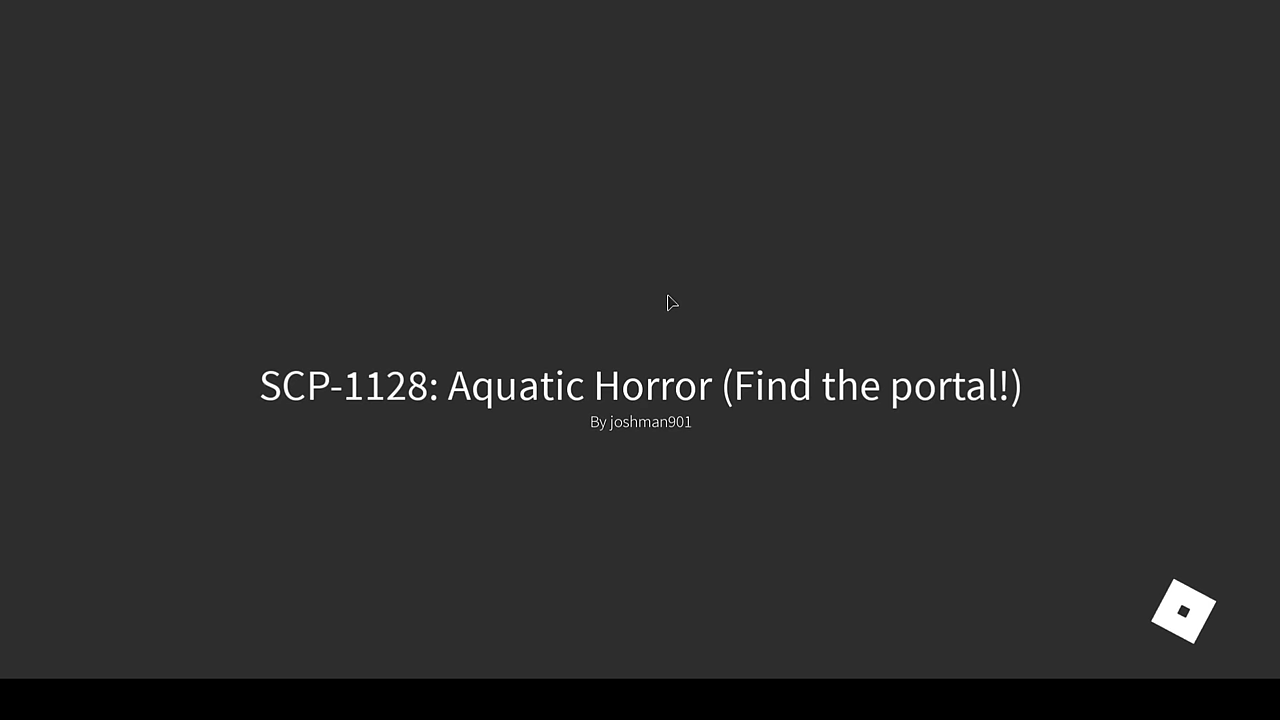 SCP-1128: Aquatic Horror (Find the portal!)
By joshman901